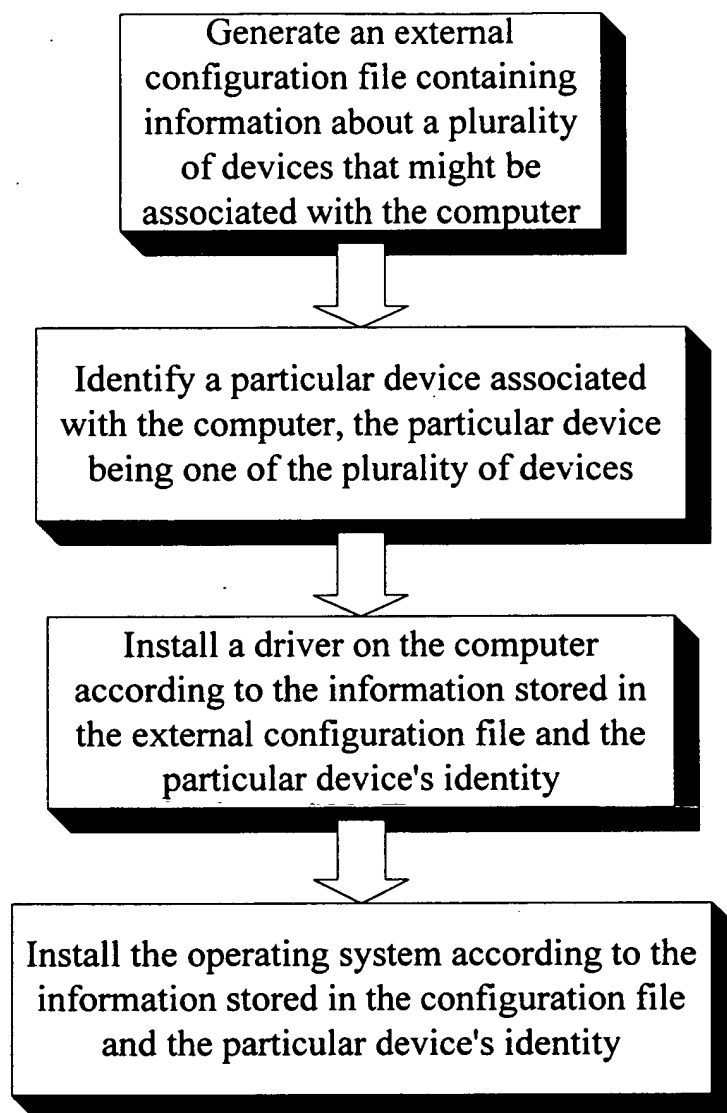 Generate an external
configuration file containing
information about a plurality
of devices that might be
associated with the computer
Identify a particular device associated
with the computer, the particular device
being one of the plurality of devices
Install a driver on the computer
according to the information stored in
the external configuration file and the
particular device's identity
Install the operating system according to the
information stored in the configuration file
and the particular device's identity